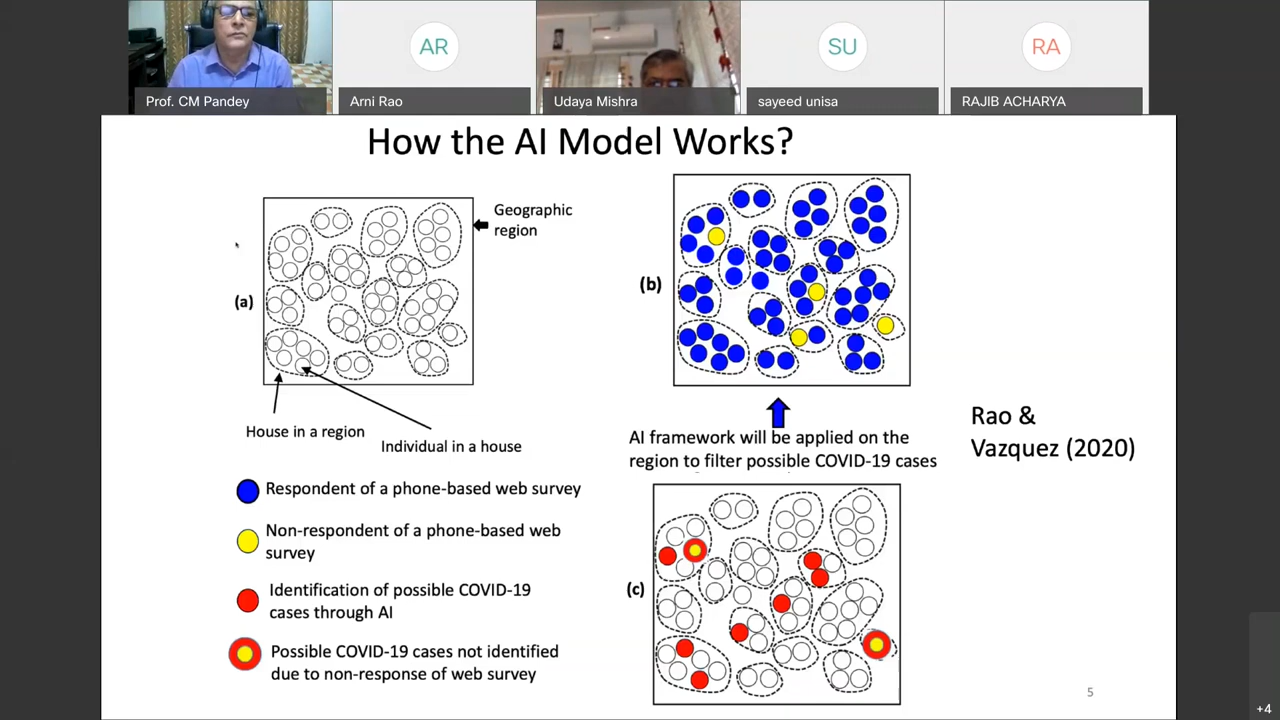 AR
SU
RA
Prof. CM Pandey
Arni Rao
Udaya Mishra
sayeed unisa
RAJIB ACHARYA
How the AI Model Works?
Geographic
region
(a)
(b)
House in a region
Individual in a house
AI framework will be applied on the
region to filter possible COVID-19 cases
Rao &
Vazquez (2020)
Respondent of a phone-based web survey
Non-respondent of a phone-based web
survey
Identification of possible COVID-19
cases through AI
(c)
Possible COVID-19 cases not identified
due to non-response of web survey
5
+4